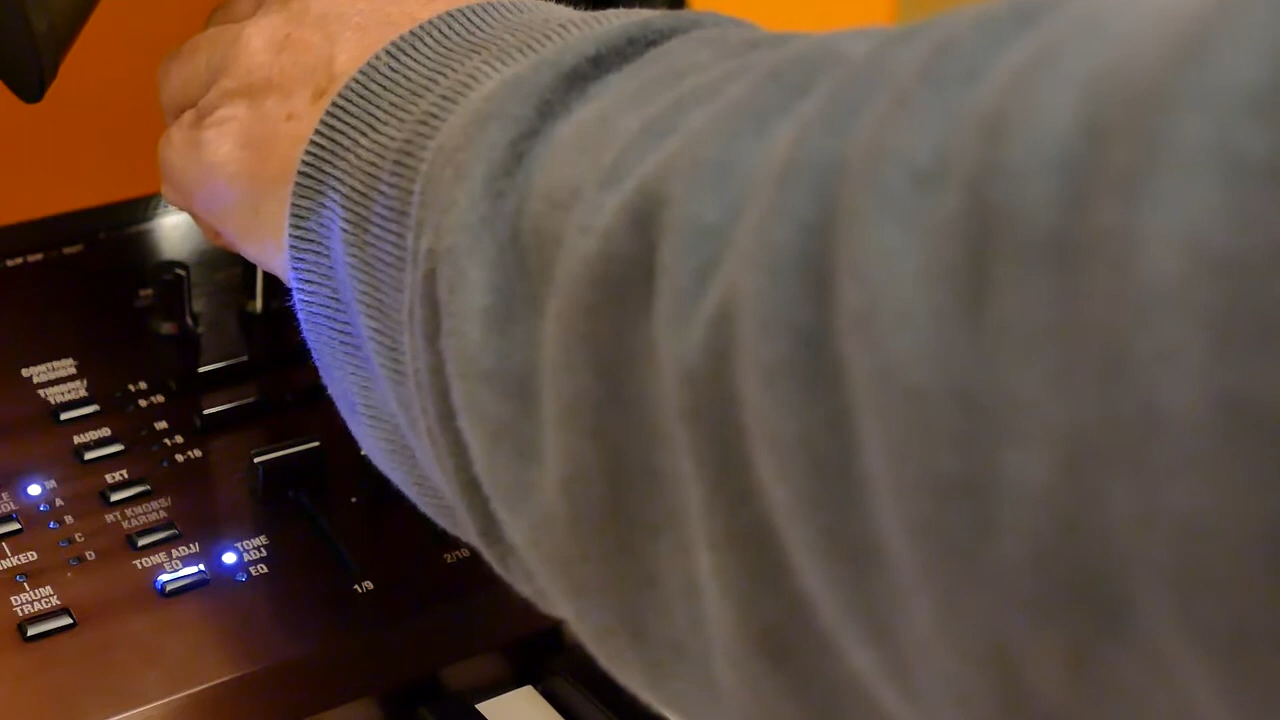 CONTROL
ASSIGN
TIMBRE/
TRACK
1-8
9-16
AUDIO
IN
1-8
9-16
EXT
M
A
B
C
D
RT KNOBS/
KARMA
TONE ADJ/
EQ
TONE
ADJ
EQ
NKED
DRUM
TRACK
1/9
2/10